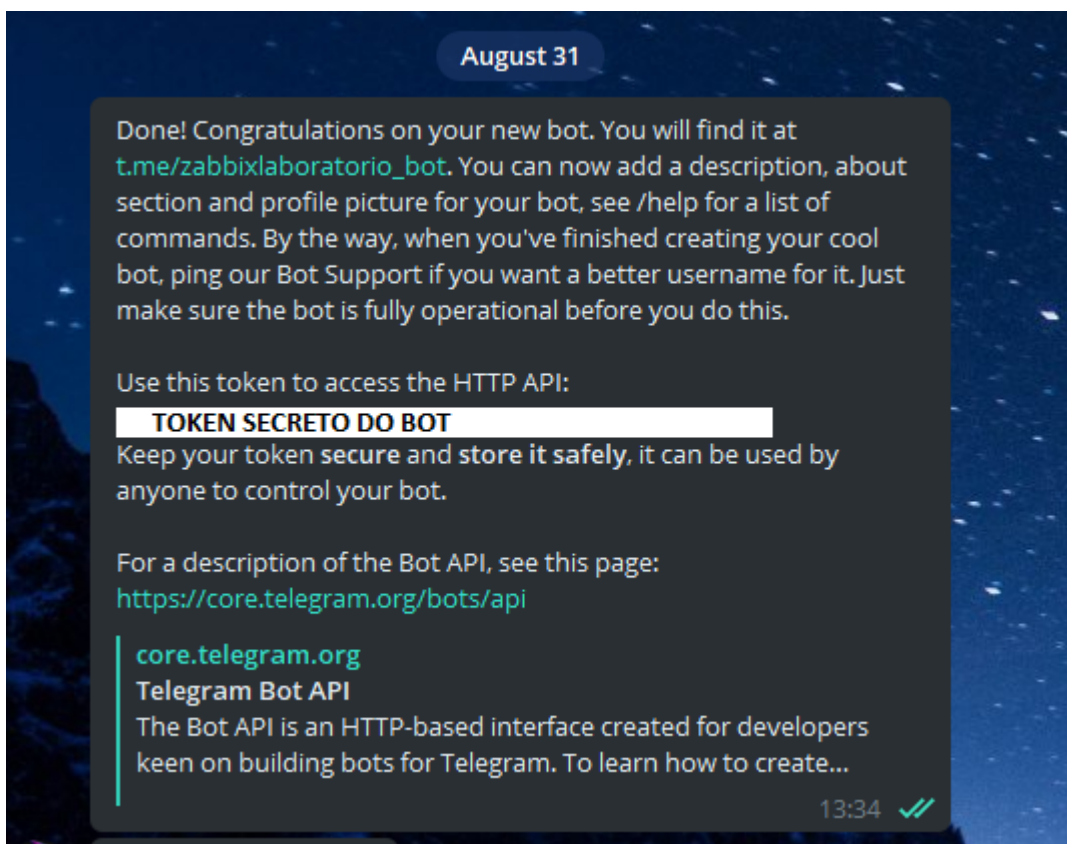 August 31
Done! Congratulations on your new bot. You will find it at
t.me/zabbixlaboratorio_bot. You can now add a description, about
section and profile picture for your bot, see /help for a list of
commands. By the way, when you've finished creating your cool
bot, ping our Bot Support if you want a better username for it. Just
make sure the bot is fully operational before you do this.
Use this token to access the HTTP API:
TOKEN SECRETO DO BOT
Keep your token secure and store it safely, it can be used by
anyone to control your bot.
For a description of the Bot API, see this page:
https://core.telegram.org/bots/api
core.telegram.org
Telegram Bot API
The Bot API is an HTTP-based interface created for developers
keen on building bots for Telegram. To learn how to create...
13:34